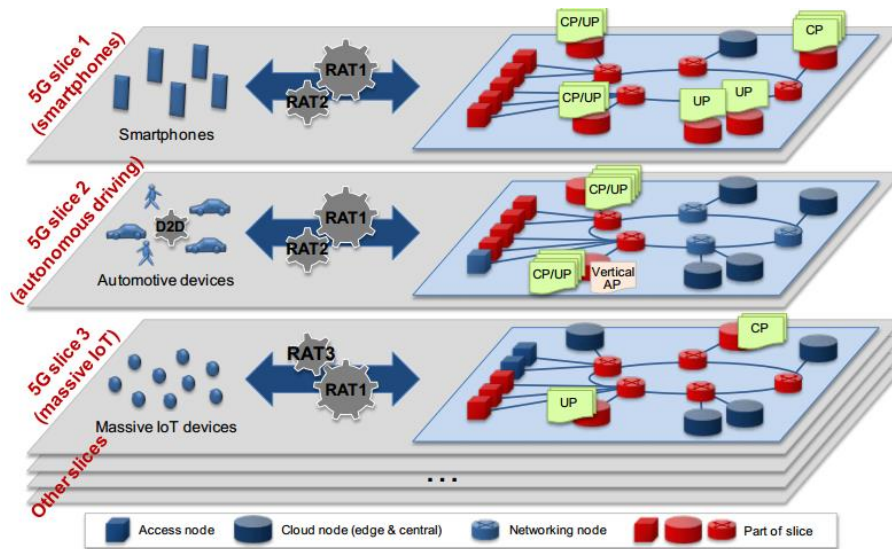 5G slice 1
(smartphones)
Smartphones
RAT1
RAT2
CP/UP
CP/UP
UP
UP
CP
5G slice 2
(autonomous driving)
D2D
Automotive devices
RAT1
RAT2
CP/UP
CP/UP
Vertical
AP
5G slice 3
(massive IoT)
Massive IoT devices
RAT3
RAT1
UP
CP
Other slices
...
Access node
Cloud node (edge & central)
Networking node
Part of slice